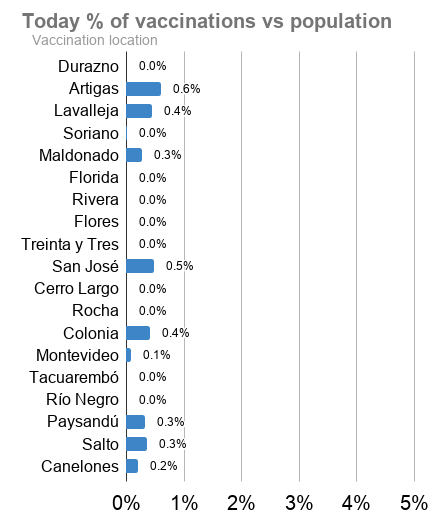 Today % of vaccinations vs population
Vaccination location
Durazno 0.0%
Artigas 0.6%
Lavalleja 0.4%
Soriano 0.0%
Maldonado 0.3%
Florida 0.0%
Rivera 0.0%
Flores 0.0%
Treinta y Tres 0.0%
San José 0.5%
Cerro Largo 0.0%
Rocha 0.0%
Colonia 0.4%
Montevideo 0.1%
Tacuarembó 0.0%
Río Negro 0.0%
Paysandú 0.3%
Salto 0.3%
Canelones 0.2%
0% 1% 2% 3% 4% 5%